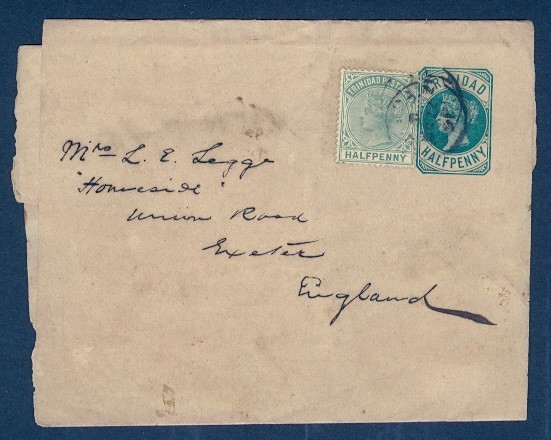 TRINIDAD POSTAGE
HALFPENNY
TRINIDAD
HALFPENNY
Mrs L. E. Legge
"Homeside"
Union Road
Exeter
England